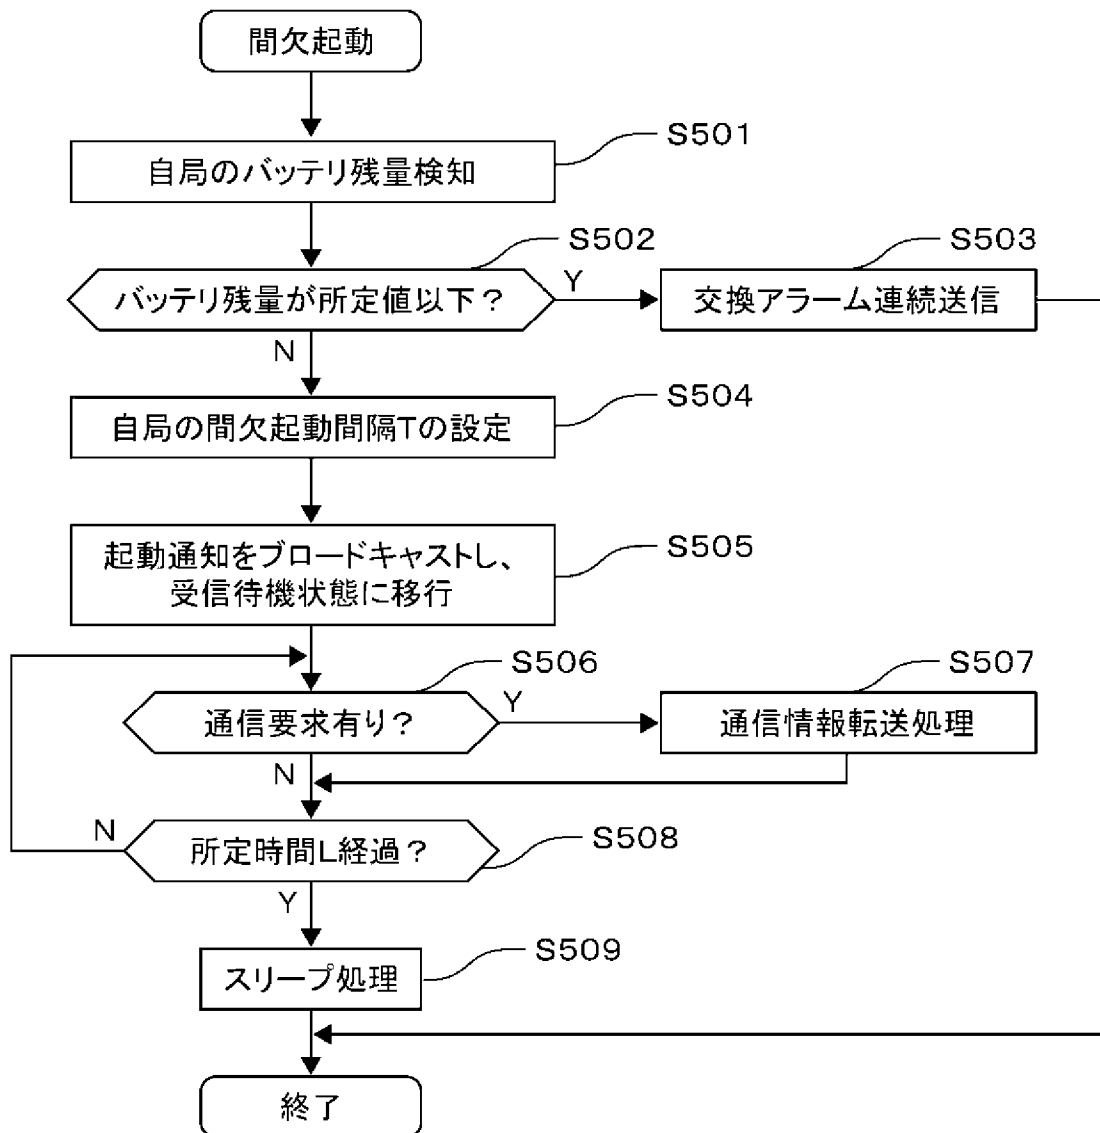 間欠起動
S501
自局のバッテリ残量検知
S502
S503
バッテリ残量が所定値以下？
Y
交換アラーム連続送信
N
S504
自局の間欠起動間隔Tの設定
S505
起動通知をブロードキャストし、
受信待機状態に移行
S506
S507
通信要求有り？
Y
通信情報転送処理
N
N
S508
所定時間L経過？
Y
S509
スリープ処理
終了